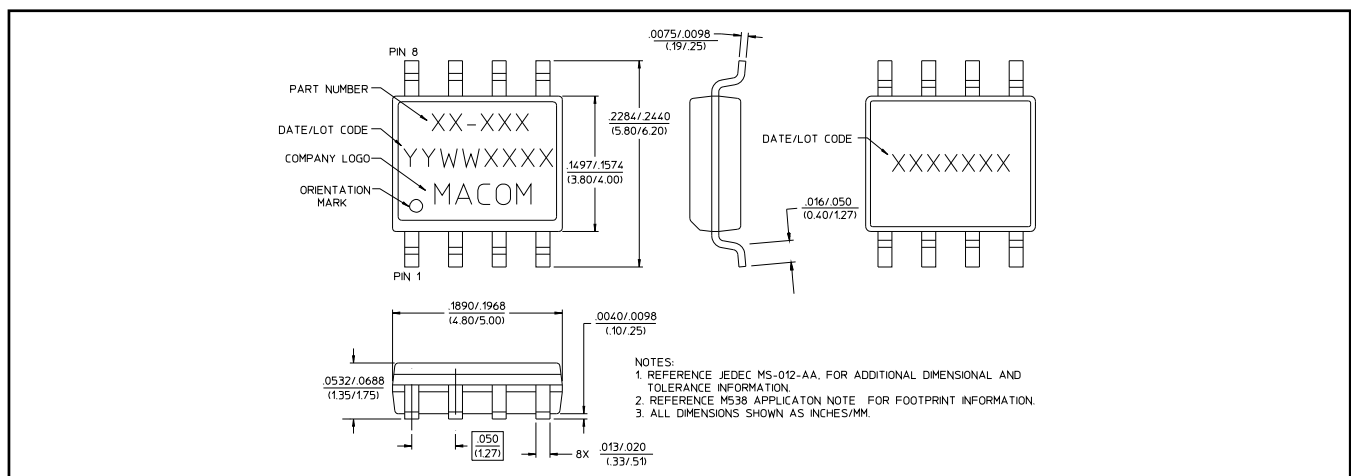 PIN 8
PART NUMBER
XX-XXX
DATE/LOT CODE
YYWWXXXX
COMPANY LOGO
MACOM
ORIENTATION
MARK
PIN 1
.1497/.1574
(3.80/4.00)
.2284/.2440
(5.80/6.20)
.0075/.0098
(.19/.25)
.016/.050
(0.40/1.27)
DATE/LOT CODE
XXXXXXX
.1890/.1968
(4.80/5.00)
.0040/.0098
(.10/.25)
.0532/.0688
(1.35/1.75)
.050
(1.27)
8X .013/.020
(.33/.51)
NOTES:
1. REFERENCE JEDEC MS-012-AA, FOR ADDITIONAL DIMENSIONAL AND
TOLERANCE INFORMATION.
2. REFERENCE M538 APPLICATON NOTE FOR FOOTPRINT INFORMATION.
3. ALL DIMENSIONS SHOWN AS INCHES/MM.